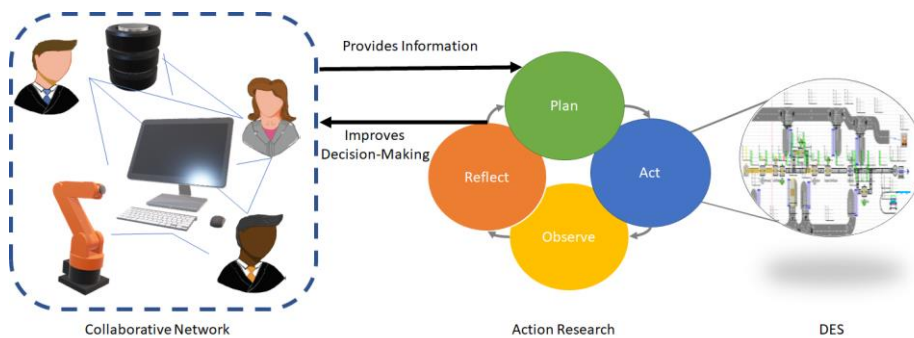 Provides Information
Improves
Decision-Making
Plan
Reflect
Act
Observe
Collaborative Network
Action Research
DES